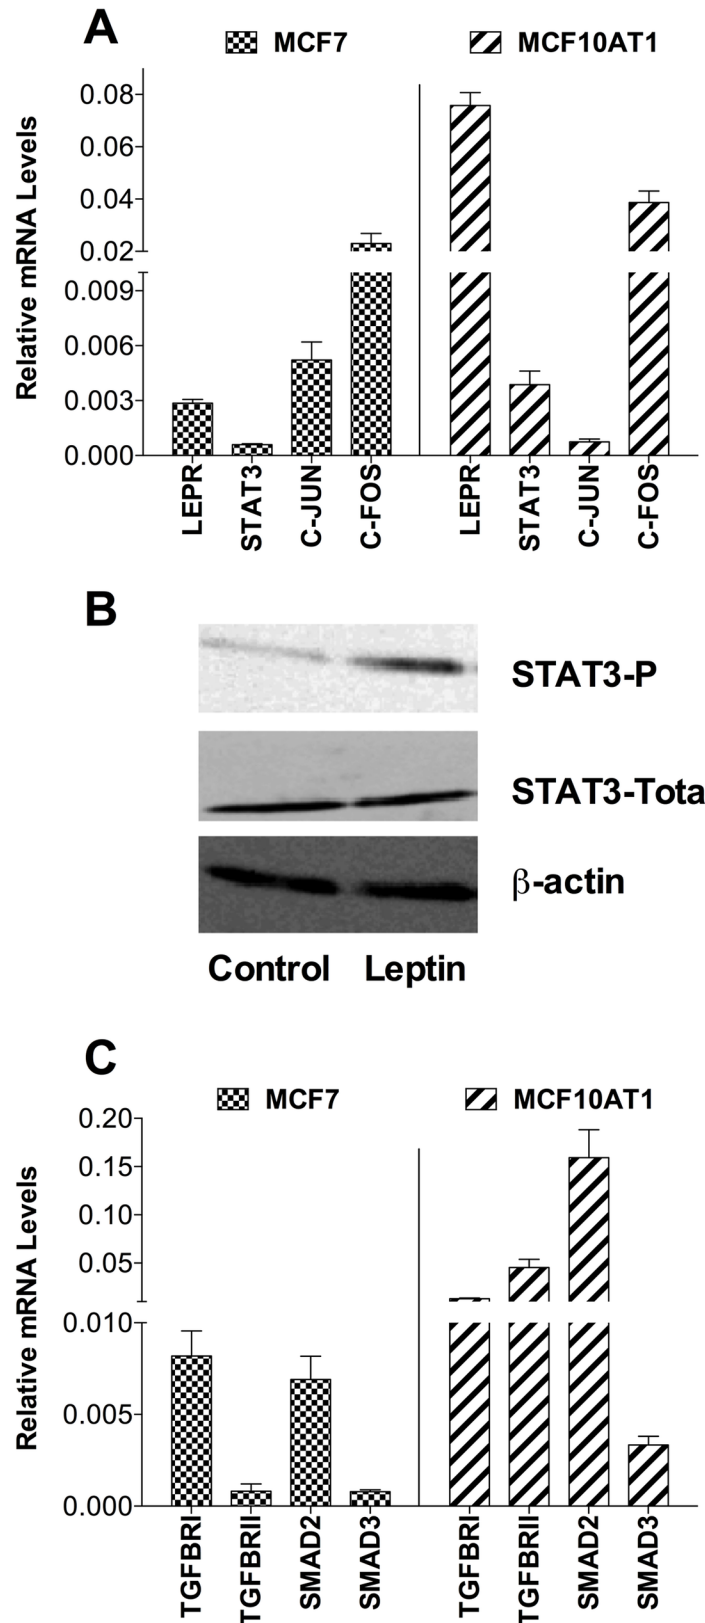 A
MCF7 MCF10AT1
Relative mRNA Levels
0.08
0.06
0.04
0.02
0.009
0.006
0.003
0.000
LEPR STAT3 C-JUN C-FOS LEPR STAT3 C-JUN C-FOS
B
STAT3-P
STAT3-Tota
β-actin
Control Leptin
C
MCF7 MCF10AT1
Relative mRNA Levels
0.20
0.15
0.10
0.05
0.010
0.005
0.000
TGFBRI TGFBRII SMAD2 SMAD3 TGFBRI TGFBRII SMAD2 SMAD3